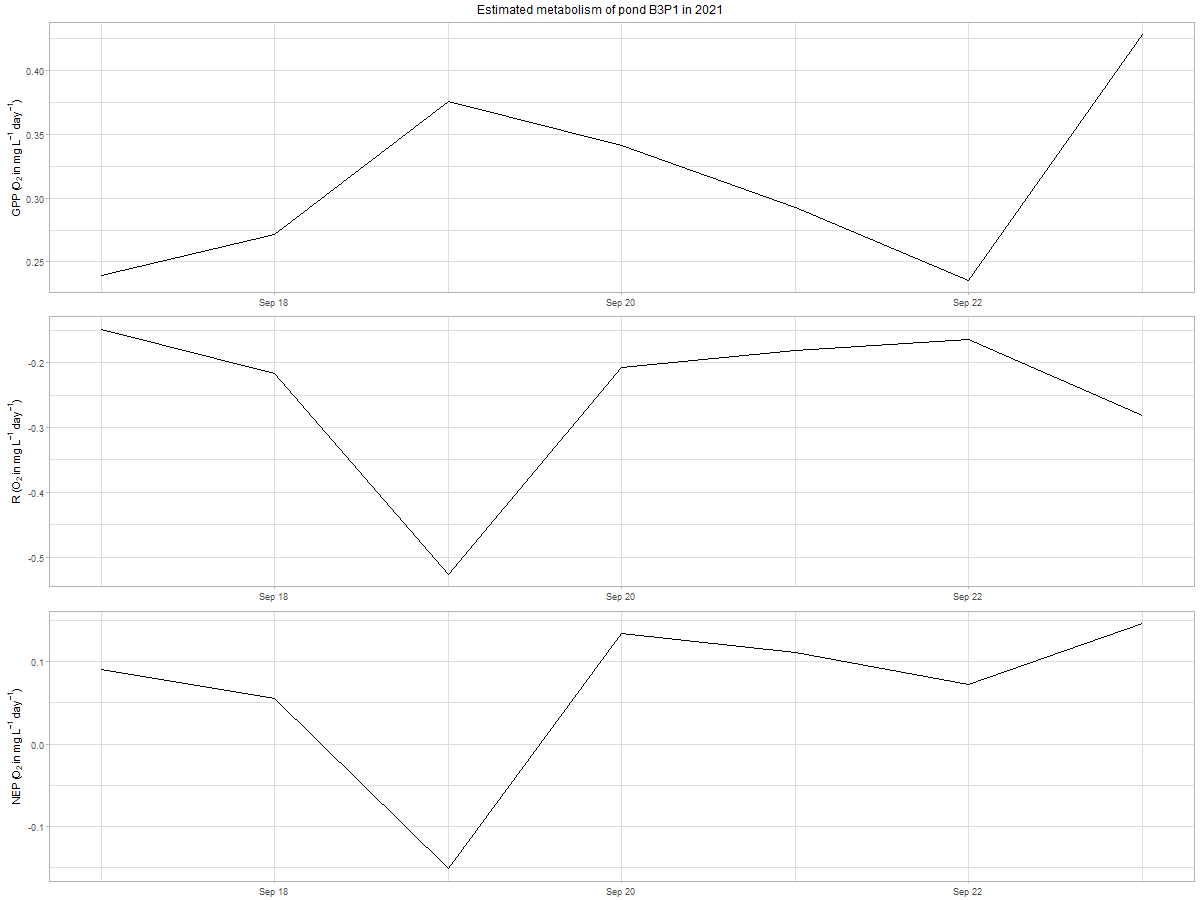 Estimated metabolism of pond B3P1 in 2021
GPP (O₂ in mg L⁻¹ day⁻¹)
0.40
0.35
0.30
0.25
Sep 18 Sep 20 Sep 22
R (O₂ in mg L⁻¹ day⁻¹)
-0.2
-0.3
-0.4
-0.5
Sep 18 Sep 20 Sep 22
NEP (O₂ in mg L⁻¹ day⁻¹)
0.1
0.0
-0.1
Sep 18 Sep 20 Sep 22